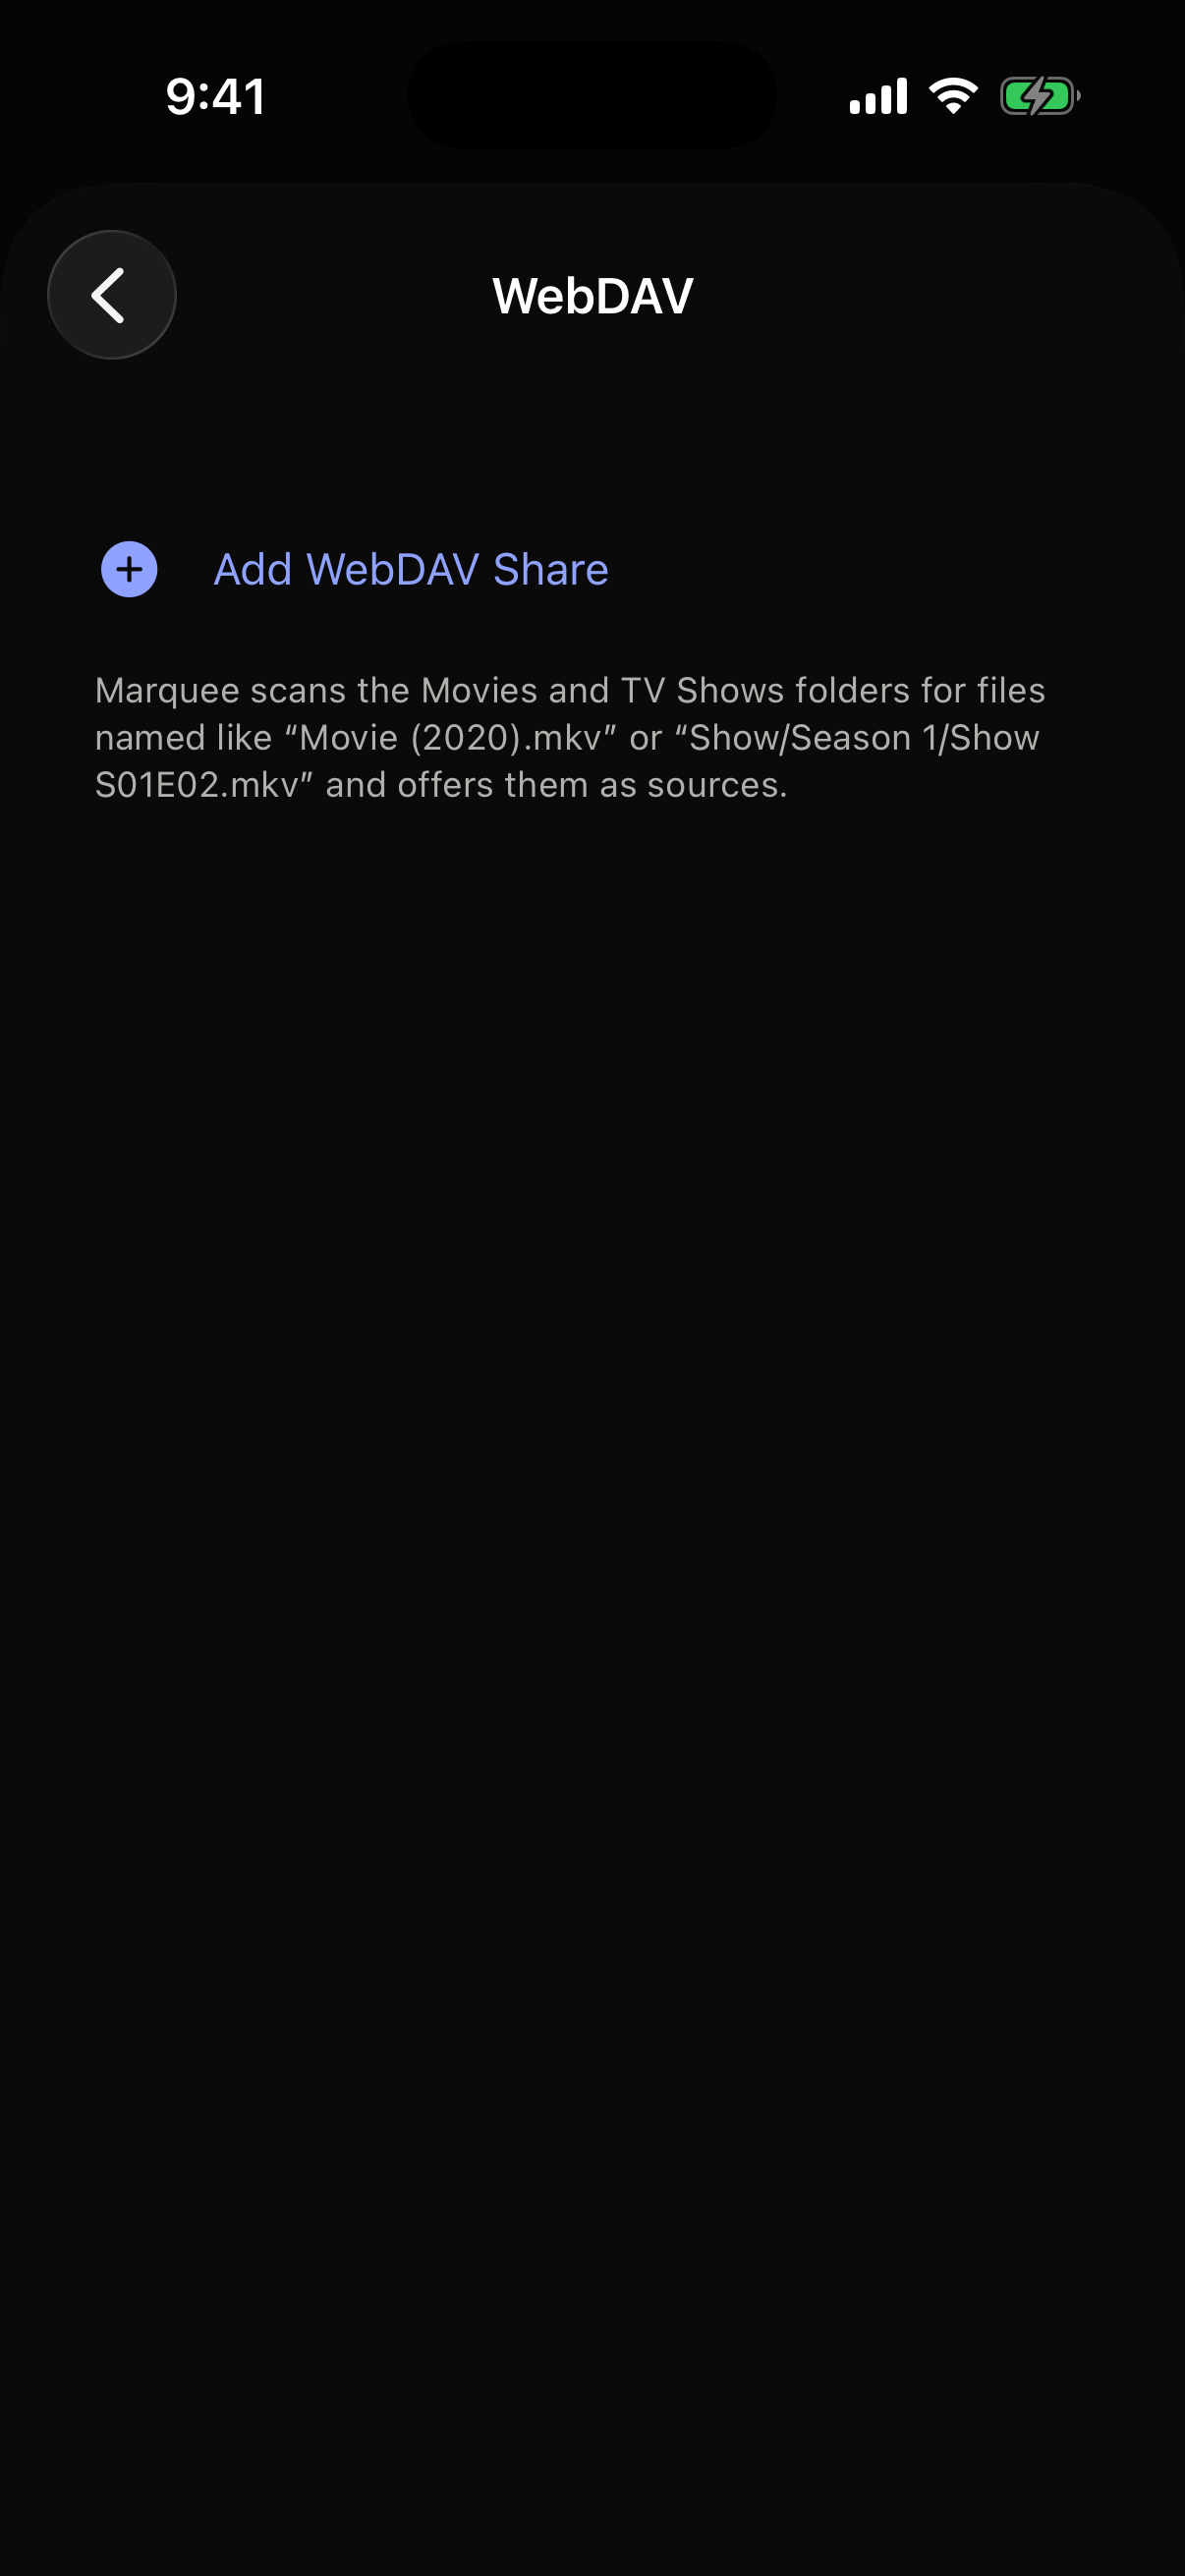 9:41
WebDAV
Add WebDAV Share
Marquee scans the Movies and TV Shows folders for files
named like “Movie (2020).mkv” or “Show/Season 1/Show
S01E02.mkv” and offers them as sources.